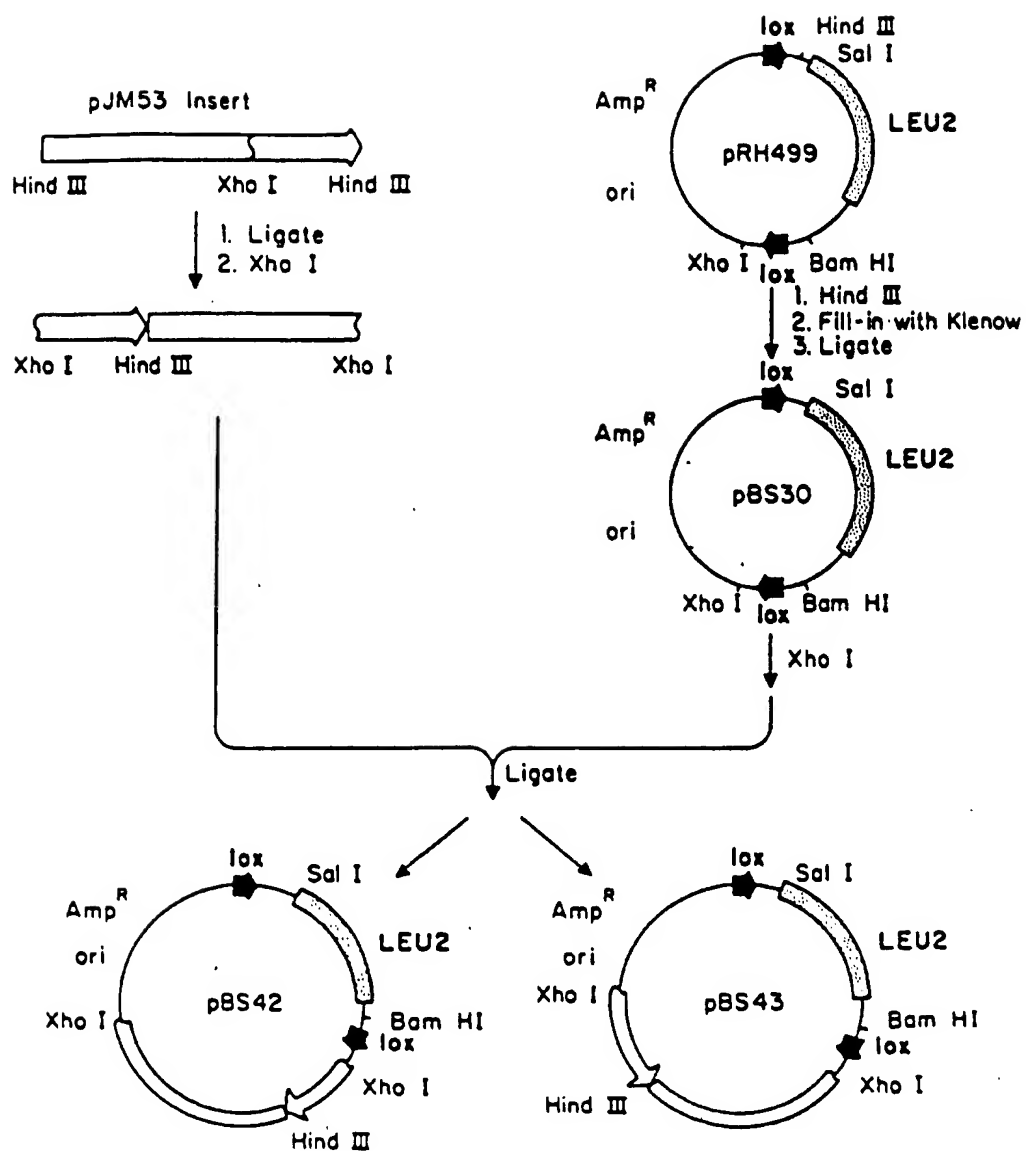 pJM53 Insert
Hind III
Xho I
Hind III
1. Ligate
2. Xho I
Xho I
Hind III
Xho I
lox
Hind III
Sal I
Amp R
LEU2
pRH499
ori
Xho I
lox
Bam HI
1. Hind III
2. Fill-in with Klenow
3. Ligate
lox
Sal I
Amp R
LEU2
pBS30
ori
Xho I
lox
Bam HI
Xho I
Ligate
lox
Sal I
Amp R
LEU2
ori
pBS42
Xho I
Bam HI
lox
Xho I
Hind III
lox
Sal I
Amp R
LEU2
ori
Xho I
pBS43
Bam HI
lox
Xho I
Hind III